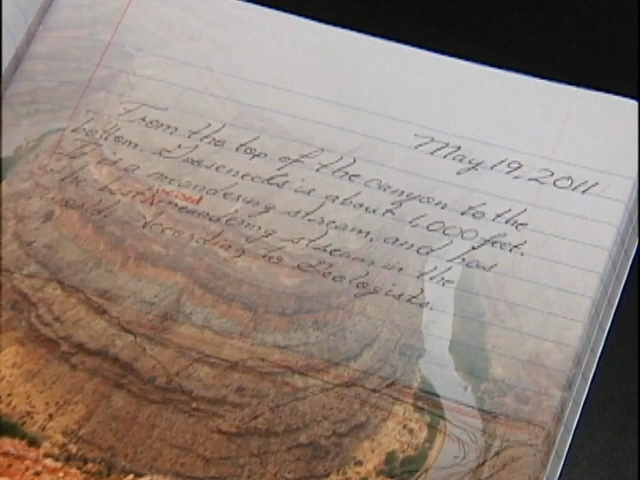 May 19, 2011
From the top of the canyon to the
bottom. Goosenecks is about 1,000 feet.
It is a meandering stream, and has
the best meandering stream in the
world. According to Geologists.